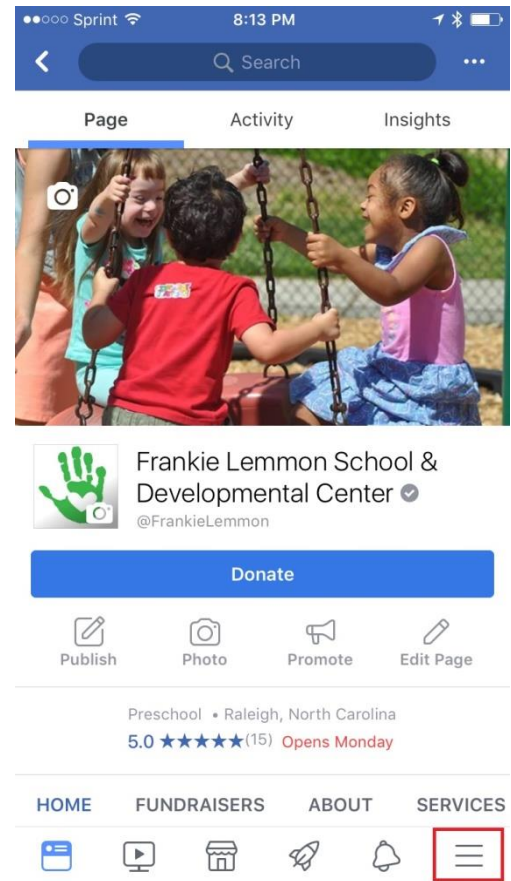 Sprint 8:13 PM
Search
Page Activity Insights
Frankie Lemmon School &
Developmental Center
@FrankieLemmon
Donate
Publish Photo Promote Edit Page
Preschool • Raleigh, North Carolina
5.0 ★★★★★(15) Opens Monday
HOME FUNDRAISERS ABOUT SERVICES